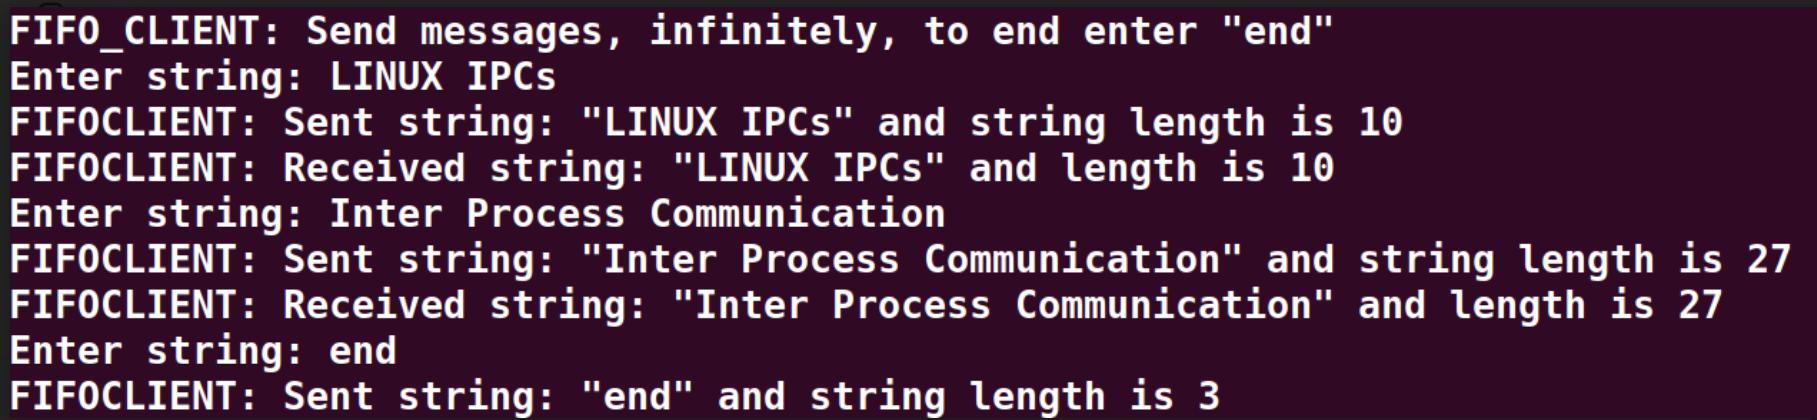 FIFO_CLIENT: Send messages, infinitely, to end enter "end"
Enter string: LINUX IPCs
FIFOCLIENT: Sent string: "LINUX IPCs" and string length is 10
FIFOCLIENT: Received string: "LINUX IPCs" and length is 10
Enter string: Inter Process Communication
FIFOCLIENT: Sent string: "Inter Process Communication" and string length is 27
FIFOCLIENT: Received string: "Inter Process Communication" and length is 27
Enter string: end
FIFOCLIENT: Sent string: "end" and string length is 3